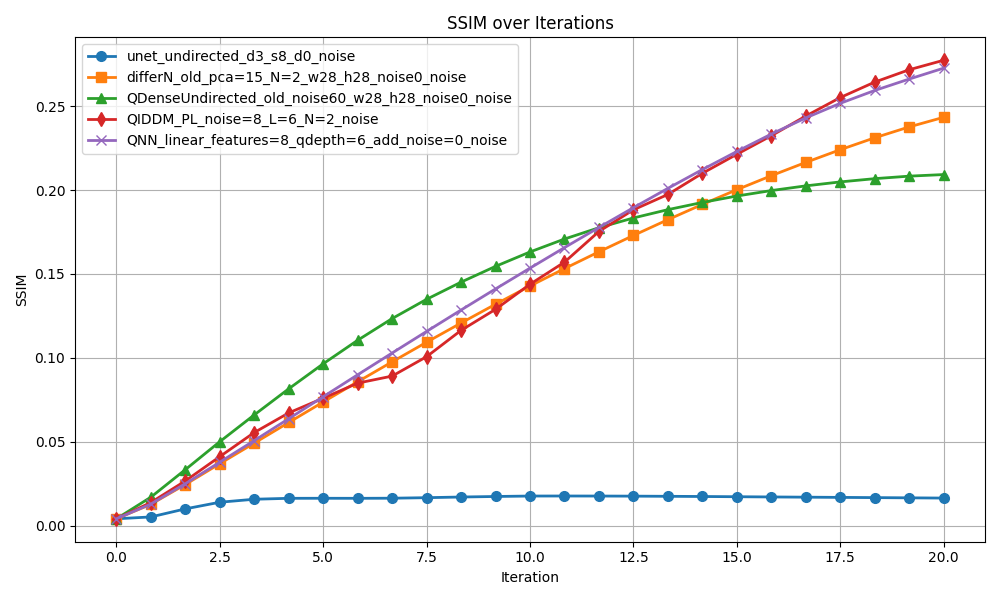 SSIM over Iterations
unet_undirected_d3_s8_d0_noise
differN_old_pca=15_N=2_w28_h28_noise0_noise
QDenseUndirected_old_noise60_w28_h28_noise0_noise
QIDDM_PL_noise=8_L=6_N=2_noise
QNN_linear_features=8_qdepth=6_add_noise=0_noise
SSIM
0.25
0.20
0.15
0.10
0.05
0.00
0.0 2.5 5.0 7.5 10.0 12.5 15.0 17.5 20.0
Iteration